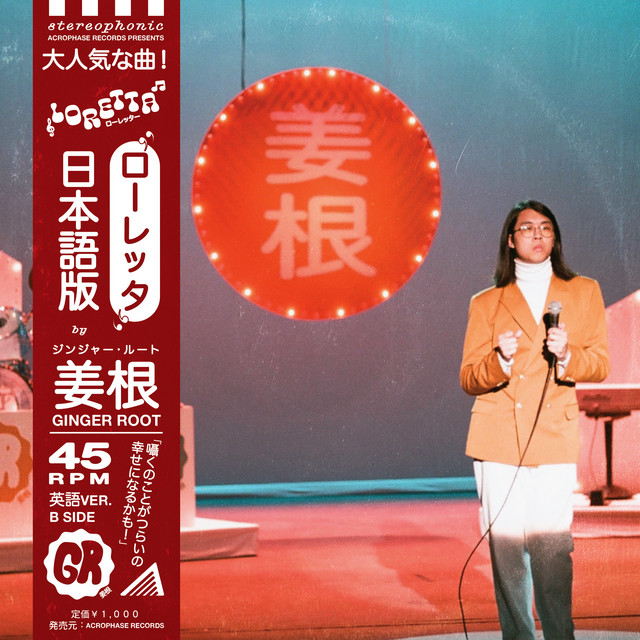 stereophonic
ACROPHASE RECORDS PRESENTS
大人気な曲!
LORETTA
ローレッター
ローレッタ
日本語版
by
ジンジャー・ルート
姜根
GINGER ROOT
45
RPM
英語VER.
B SIDE
「囁くのことがつらいの
幸せになるかも!」
GR
姜根
定価¥1,000
発売元:ACROPHASE RECORDS
姜根
GR